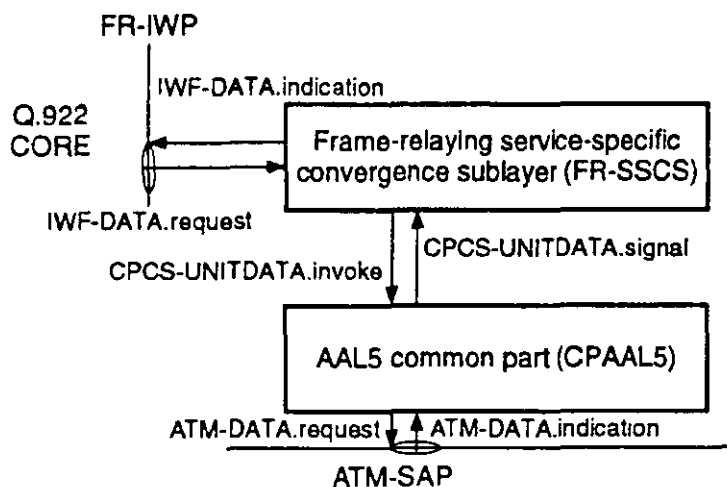 FR-IWP
IWF-DATA.indication
Q.922
CORE
Frame-relaying service-specific
convergence sublayer (FR-SSCS)
IWF-DATA.request
CPCS-UNITDATA.signal
CPCS-UNITDATA.invoke
AAL5 common part (CPAAL5)
ATM-DATA.request
ATM-DATA.indication
ATM-SAP